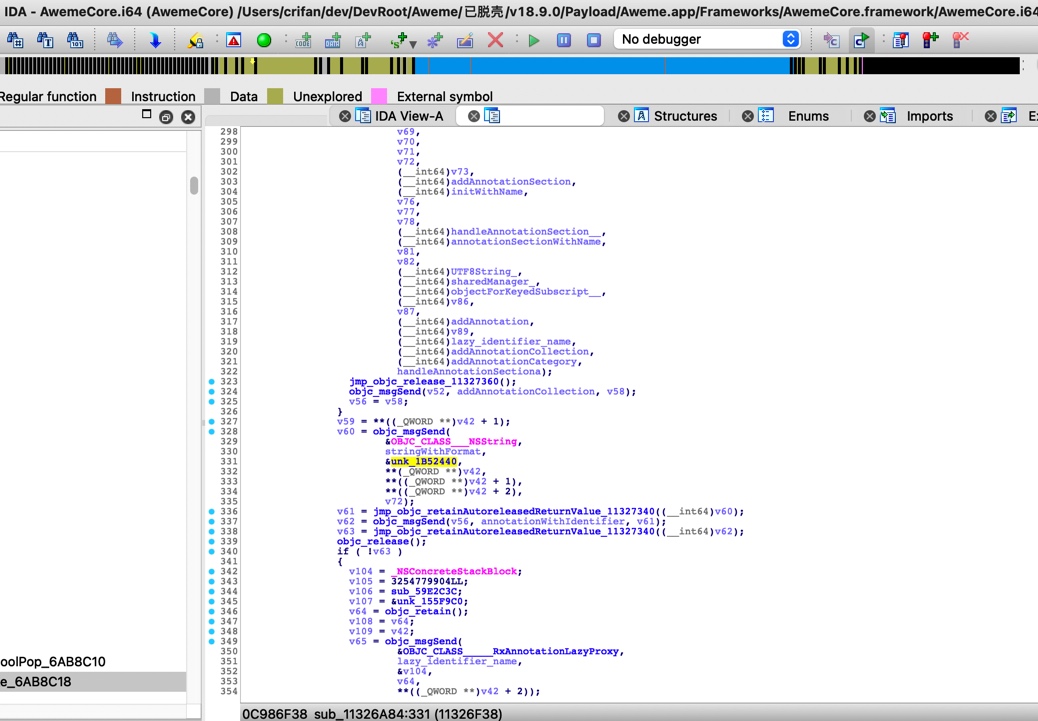 IDA - AwemeCore.i64 (AwemeCore) /Users/crifan/dev/DevRoot/Aweme/已脱壳/v18.9.0/Payload/Aweme.app/Frameworks/AwemeCore.framework/AwemeCore.i64
No debugger
Regular function Instruction Data Unexplored External symbol
IDA View-A Structures Enums Imports Ex
298 v69,
299 v70,
300 v71,
301 v72,
302 (__int64)v73,
303 (__int64)addAnnotationSection,
304 (__int64)initWithName,
305 v76,
306 v77,
307 v78,
308 (__int64)handleAnnotationSection__,
309 (__int64)annotationSectionWithName,
310 v81,
311 v82,
312 (__int64)UTF8String_,
313 (__int64)sharedManager_,
314 (__int64)objectForKeyedSubscript__,
315 (__int64)v86,
316 v87,
317 (__int64)addAnnotation,
318 (__int64)v89,
319 (__int64)lazy_identifier_name,
320 (__int64)addAnnotationCollection,
321 (__int64)addAnnotationCategory,
322 handleAnnotationSectiona);
323 jmp_objc_release_11327360();
324 objc_msgSend(v52, addAnnotationCollection, v58);
325 v56 = v58;
326 }
327 v59 = **((_QWORD **)v42 + 1);
328 v60 = objc_msgSend(
329 &OBJC_CLASS___NSString,
330 stringWithFormat,
331 &unk_1B52440,
332 **(_QWORD **)v42,
333 **((_QWORD **)v42 + 1),
334 **((_QWORD **)v42 + 2),
335 v72);
336 v61 = jmp_objc_retainAutoreleasedReturnValue_11327340((__int64)v60);
337 v62 = objc_msgSend(v56, annotationWithIdentifier, v61);
338 v63 = jmp_objc_retainAutoreleasedReturnValue_11327340((__int64)v62);
339 objc_release();
340 if ( !v63 )
341 {
342 v104 = _NSConcreteStackBlock;
343 v105 = 3254779904LL;
344 v106 = sub_59E2C3C;
345 v107 = &unk_155F9C0;
346 v64 = objc_retain();
347 v108 = v64;
348 v109 = v42;
349 v65 = objc_msgSend(
350 &OBJC_CLASS_____RxAnnotationLazyProxy,
351 lazy_identifier_name,
352 &v104,
353 v64,
354 **((_QWORD **)v42 + 2));
oolPop_6AB8C10
e_6AB8C18
0C986F38 sub_11326A84:331 (11326F38)